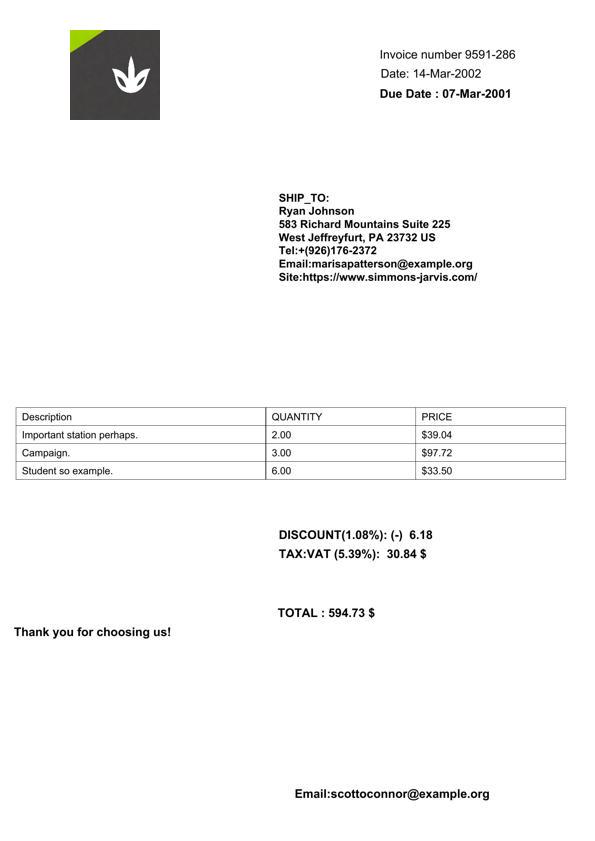 Invoice number 9591-286
Date: 14-Mar-2002
Due Date : 07-Mar-2001
SHIP_TO:
Ryan Johnson
583 Richard Mountains Suite 225
West Jeffreyfurt, PA 23732 US
Tel:+(926)176-2372
Email:marisapatterson@example.org
Site:https://www.simmons-jarvis.com/
Description QUANTITY PRICE
Important station perhaps. 2.00 $39.04
Campaign. 3.00 $97.72
Student so example. 6.00 $33.50
DISCOUNT(1.08%): (-) 6.18
TAX:VAT (5.39%): 30.84 $
TOTAL : 594.73 $
Thank you for choosing us!
Email:scottoconnor@example.org